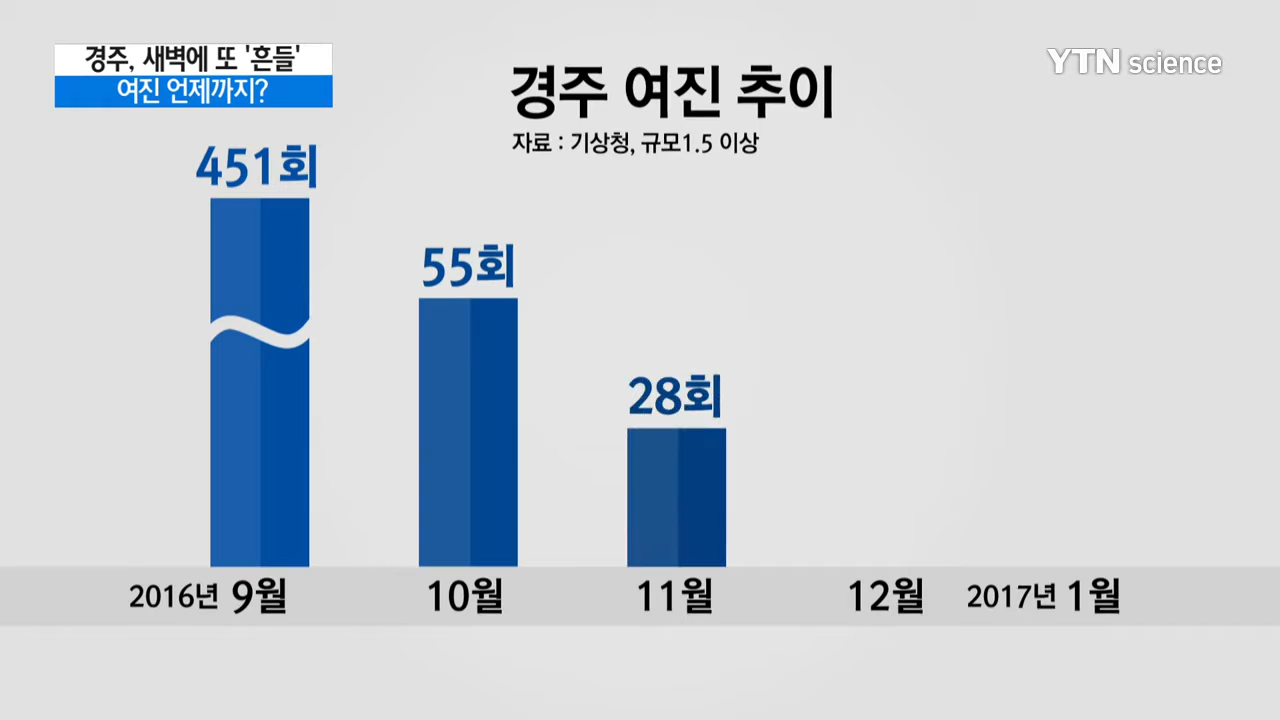 경주, 새벽에 또 '흔들'
여진 언제까지?
YTN science
경주 여진 추이
자료 : 기상청, 규모1.5 이상
451회
55회
28회
2016년 9월 10월 11월 12월 2017년 1월